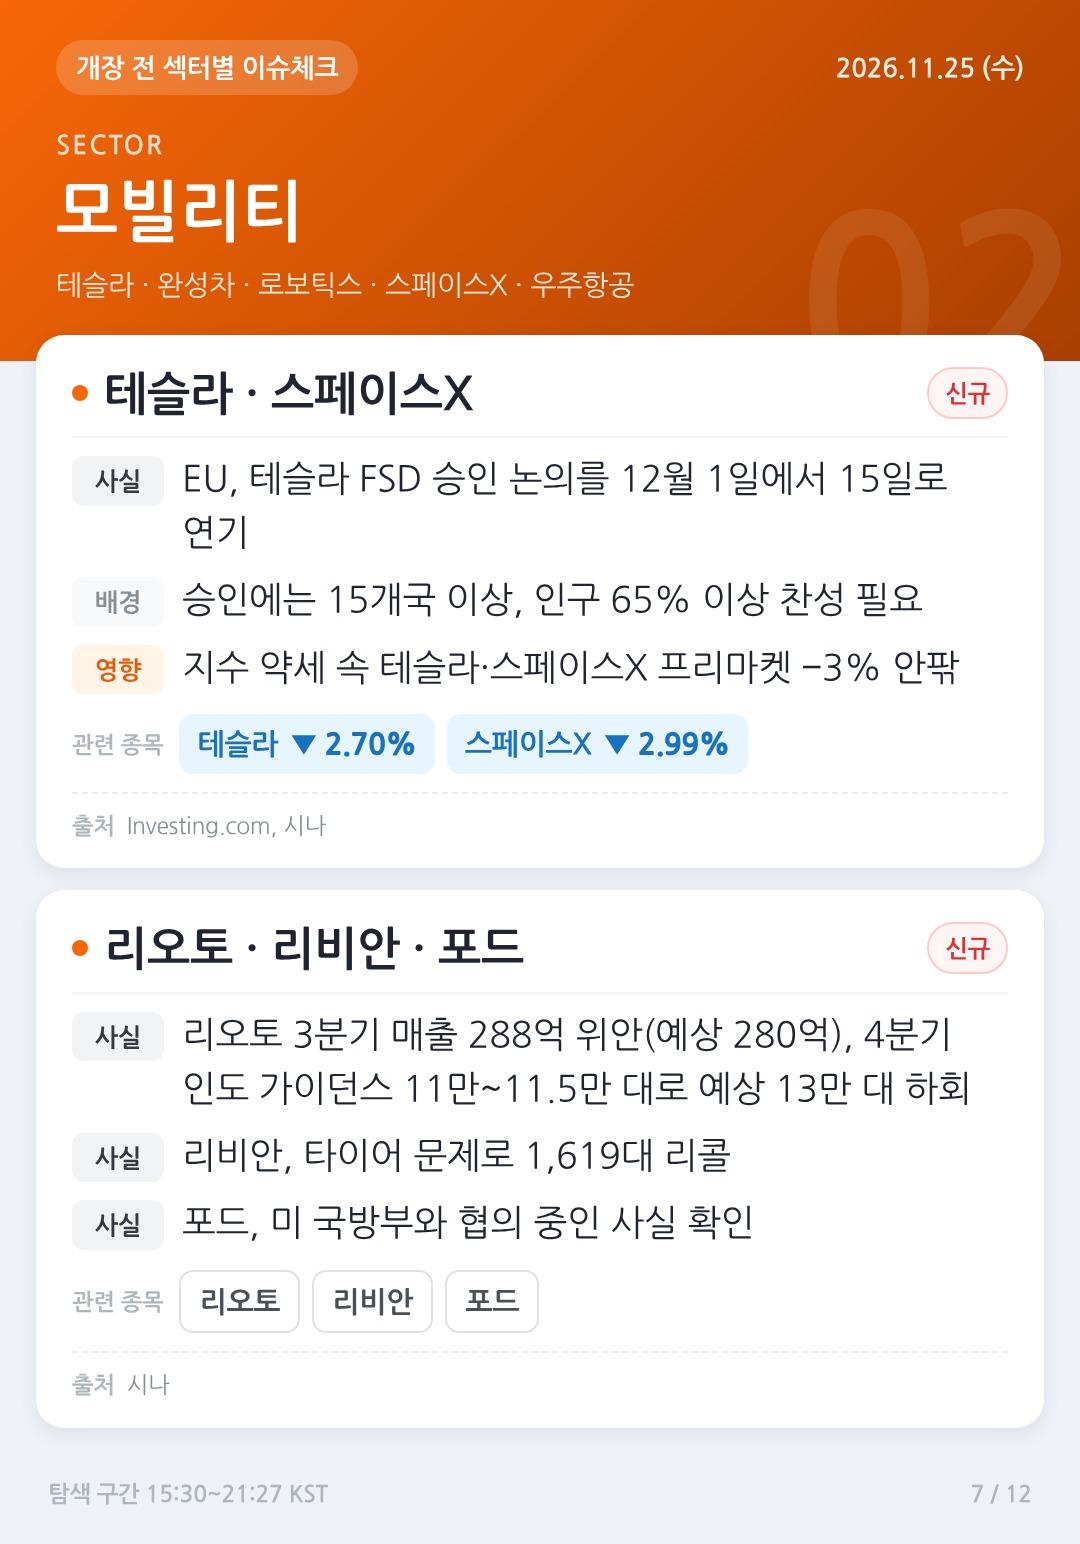 개장 전 섹터별 이슈체크
2026.11.25 (수)
SECTOR
모빌리티
테슬라 · 완성차 · 로보틱스 · 스페이스X · 우주항공
02
테슬라 · 스페이스X
신규
사실
EU, 테슬라 FSD 승인 논의를 12월 1일에서 15일로
연기
배경
승인에는 15개국 이상, 인구 65% 이상 찬성 필요
영향
지수 약세 속 테슬라·스페이스X 프리마켓 −3% 안팎
관련 종목
테슬라 ▼ 2.70%
스페이스X ▼ 2.99%
출처 Investing.com, 시나
리오토 · 리비안 · 포드
신규
사실
리오토 3분기 매출 288억 위안(예상 280억), 4분기
인도 가이던스 11만~11.5만 대로 예상 13만 대 하회
사실
리비안, 타이어 문제로 1,619대 리콜
사실
포드, 미 국방부와 협의 중인 사실 확인
관련 종목
리오토
리비안
포드
출처 시나
탐색 구간 15:30~21:27 KST
7 / 12